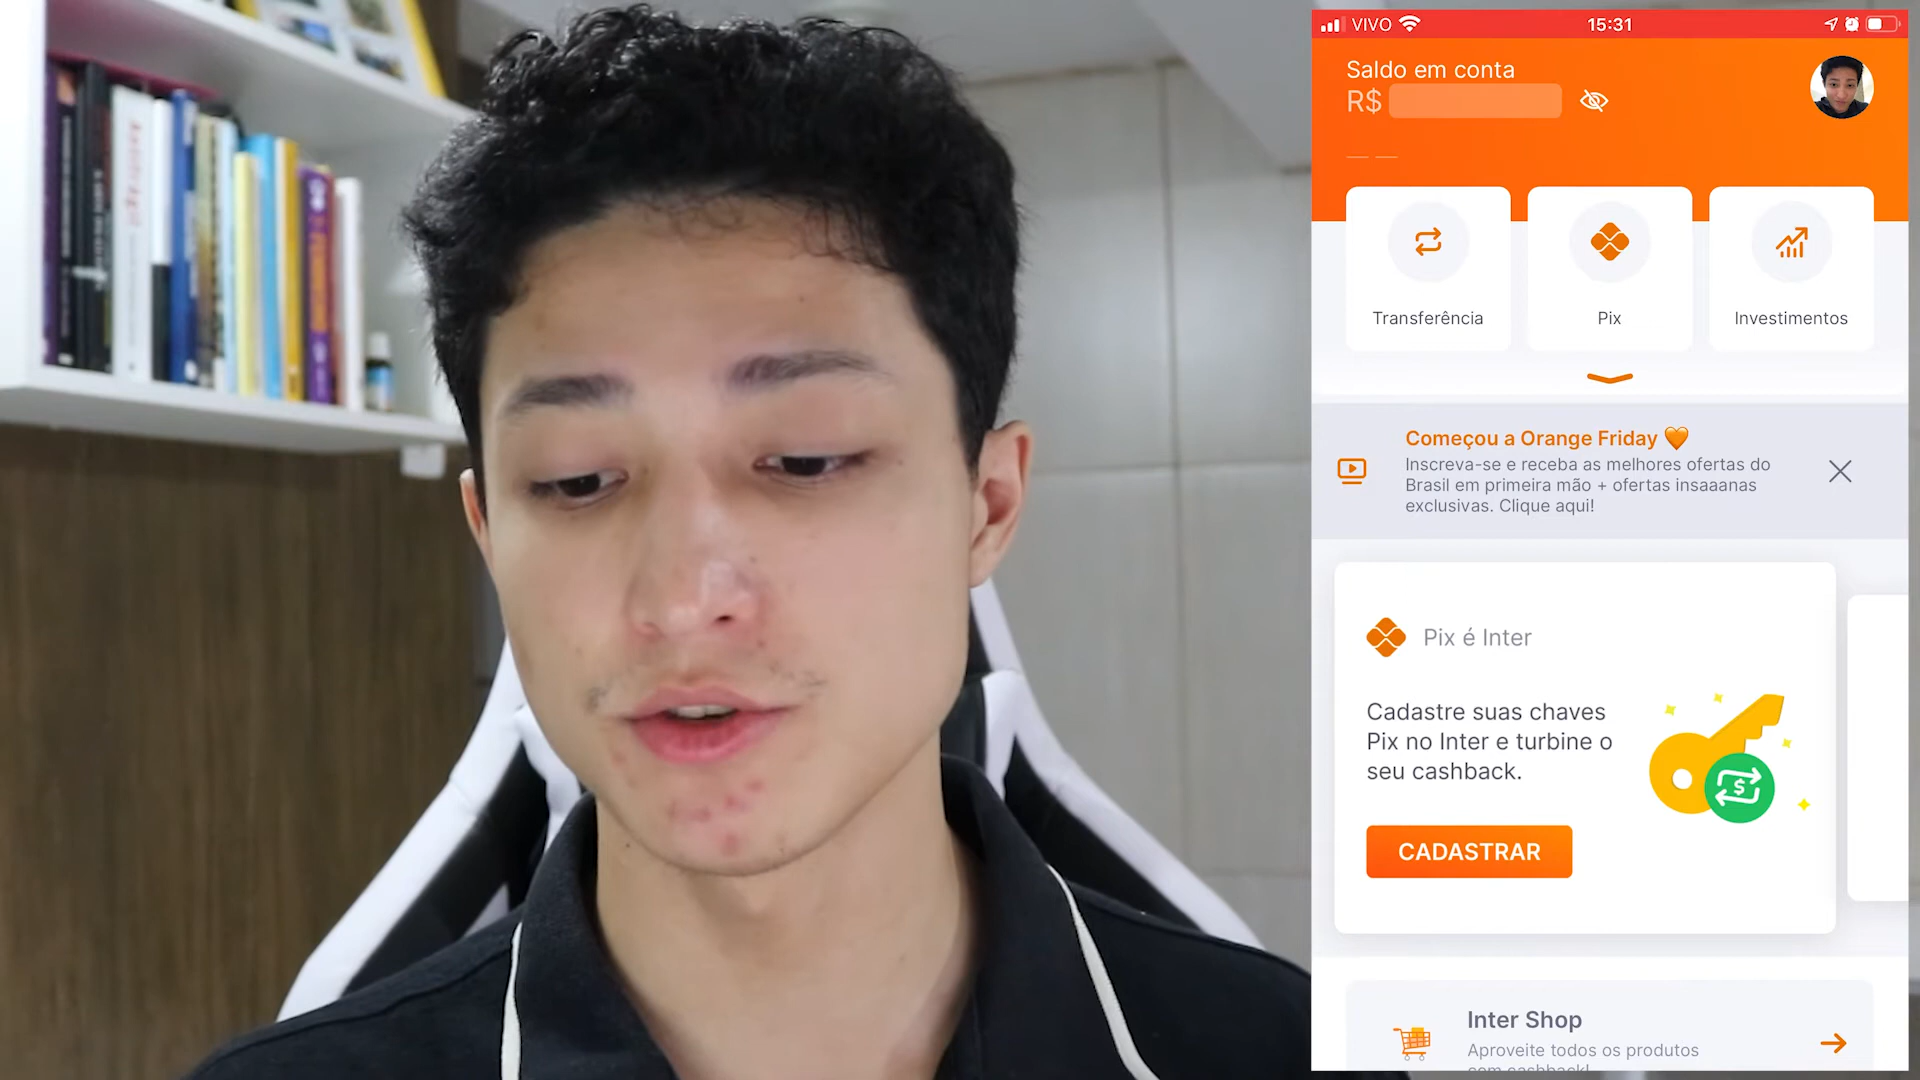 VIVO
15:31
Saldo em conta
R$
Transferência
Pix
Investimentos
Começou a Orange Friday 🧡
Inscreva-se e receba as melhores ofertas do
Brasil em primeira mão + ofertas insaaanas
exclusivas. Clique aqui!
Pix é Inter
Cadastre suas chaves
Pix no Inter e turbine o
seu cashback.
$
CADASTRAR
Inter Shop
Aproveite todos os produtos
com cashback!